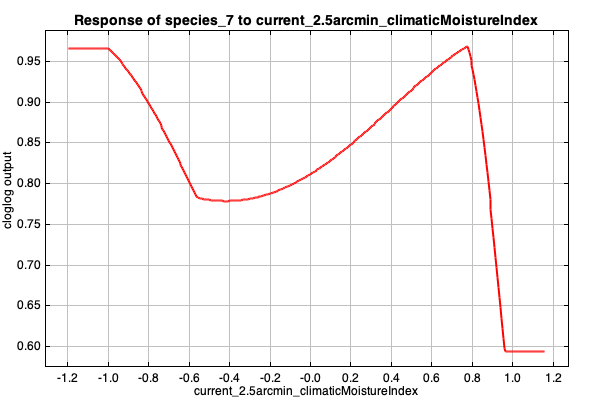 Response of species_7 to current_2.5arcmin_climaticMoistureIndex
cloglog output
0.95
0.90
0.85
0.80
0.75
0.70
0.65
0.60
-1.2 -1.0 -0.8 -0.6 -0.4 -0.2 -0.0 0.2 0.4 0.6 0.8 1.0 1.2
current_2.5arcmin_climaticMoistureIndex